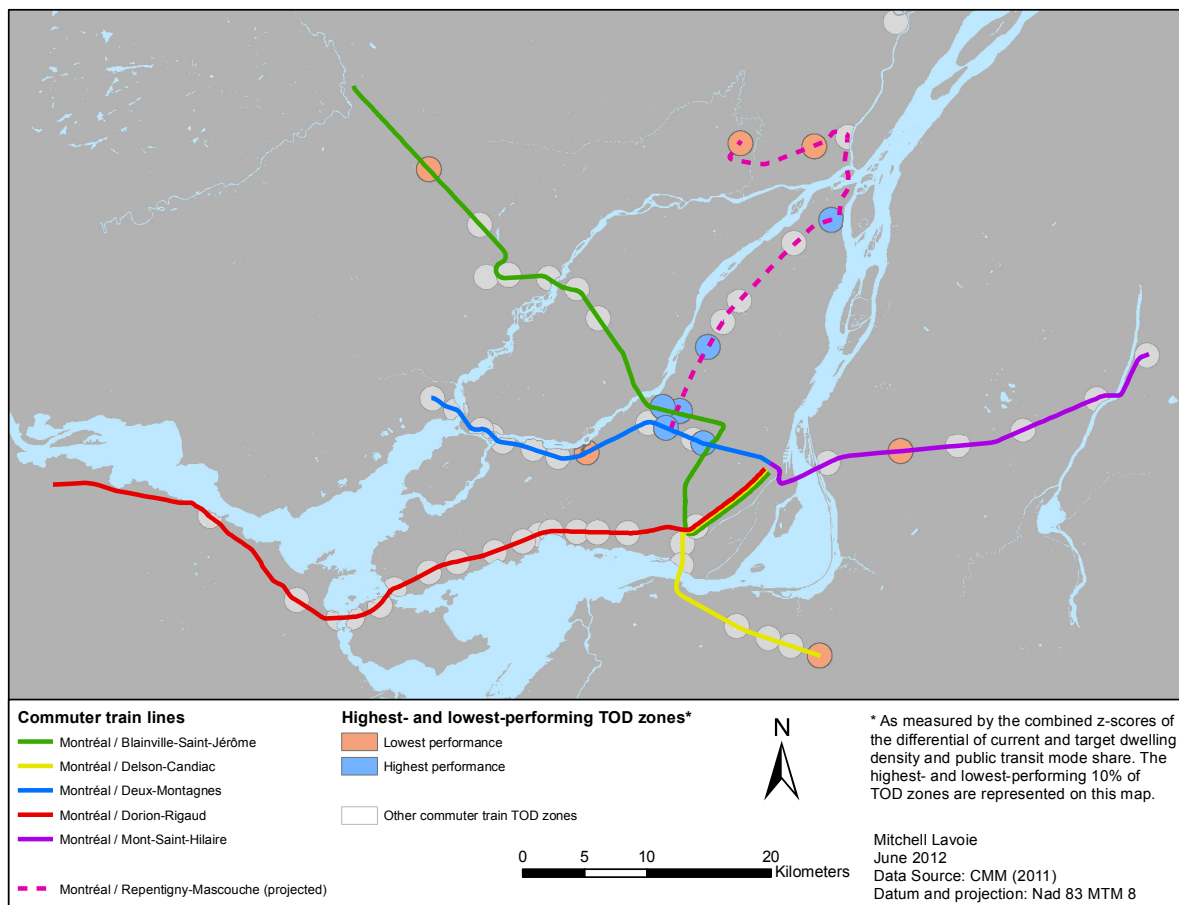 Commuter train lines
Montréal / Blainville-Saint-Jérôme
Montréal / Delson-Candiac
Montréal / Deux-Montagnes
Montréal / Dorion-Rigaud
Montréal / Mont-Saint-Hilaire
Montréal / Repentigny-Mascouche (projected)
Highest- and lowest-performing TOD zones*
Lowest performance
Highest performance
Other commuter train TOD zones
N
0 5 10 20
Kilometers
* As measured by the combined z-scores of
the differential of current and target dwelling
density and public transit mode share. The
highest- and lowest-performing 10% of
TOD zones are represented on this map.
Mitchell Lavoie
June 2012
Data Source: CMM (2011)
Datum and projection: Nad 83 MTM 8